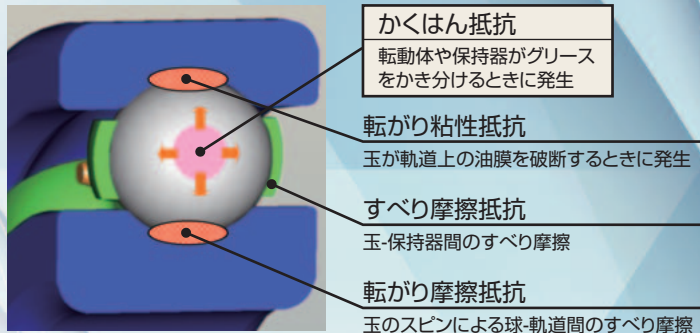 かくはん抵抗
転動体や保持器がグリース
をかき分けるときに発生
転がり粘性抵抗
玉が軌道上の油膜を破断するときに発生
すべり摩擦抵抗
玉-保持器間のすべり摩擦
転がり摩擦抵抗
玉のスピンによる球-軌道間のすべり摩擦